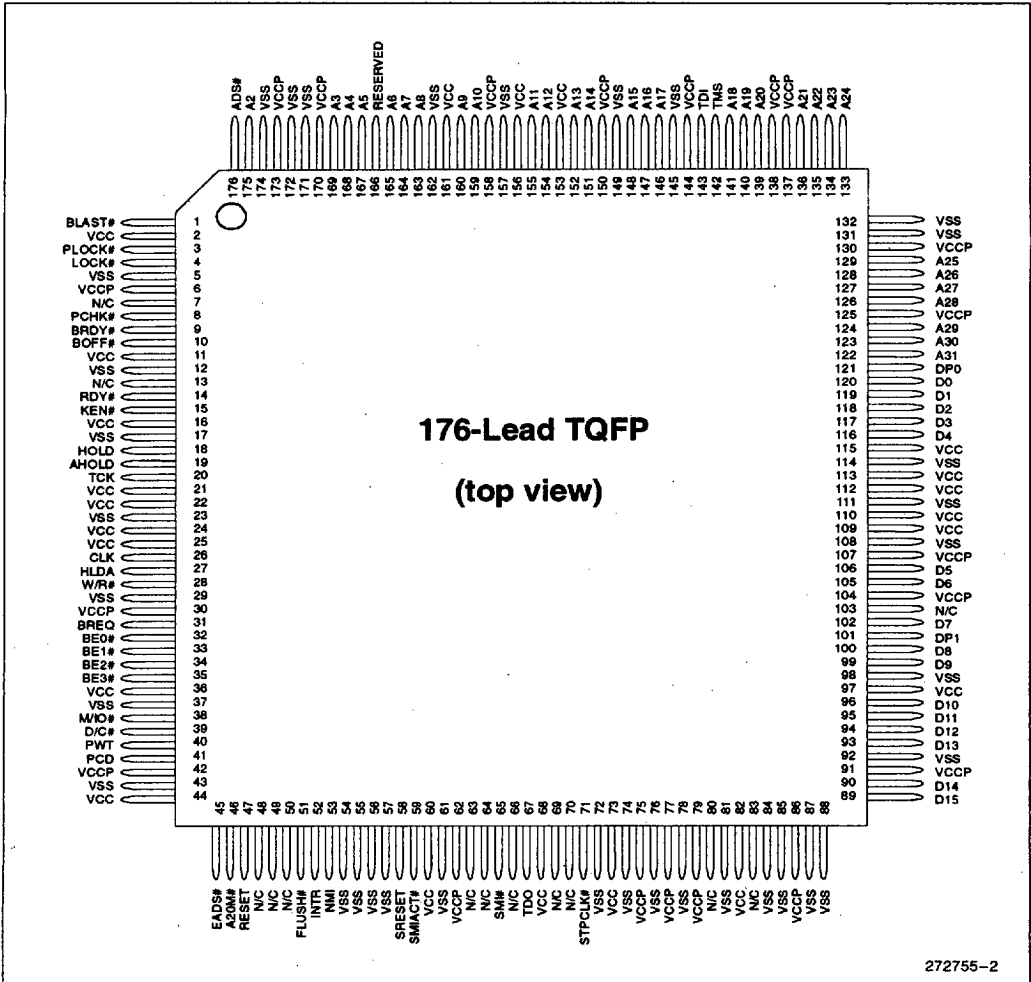 ADS# A2 VSS VCCP VSS VSS VCCP A3 A4 A5 RESERVED A6 A7 A8 VSS VCC A9 A10 VCCP VSS VCC A11 A12 VCC A13 A14 VCCP VSS A15 A16 A17 VSS VCCP TDI TMS A18 A19 A20 VCCP VCCP A21 A22 A23 A24
176 175 174 173 172 171 170 169 168 167 166 165 164 163 162 161 160 159 158 157 156 155 154 153 152 151 150 149 148 147 146 145 144 143 142 141 140 139 138 137 136 135 134 133
BLAST# 1 132 VSS
VCC 2 131 VSS
PLOCK# 3 130 VCCP
LOCK# 4 129 A25
VSS 5 128 A26
VCCP 6 127 A27
N/C 7 126 A28
PCHK# 8 125 VCCP
BRDY# 9 124 A29
BOFF# 10 123 A30
VCC 11 122 A31
VSS 12 121 DP0
N/C 13 120 D0
RDY# 14 119 D1
KEN# 15 118 D2
VCC 16 117 D3
VSS 17 116 D4
HOLD 18 115 VCC
AHOLD 19 114 VSS
TCK 20 113 VCC
VCC 21 112 VCC
VCC 22 111 VSS
VSS 23 110 VCC
VCC 24 109 VCC
VCC 25 108 VSS
CLK 26 107 VCCP
HLDA 27 106 D5
W/R# 28 105 D6
VSS 29 104 VCCP
VCCP 30 103 N/C
BREQ 31 102 D7
BE0# 32 101 DP1
BE1# 33 100 D8
BE2# 34 99 D9
BE3# 35 98 VSS
VCC 36 97 VCC
VSS 37 96 D10
M/IO# 38 95 D11
D/C# 39 94 D12
PWT 40 93 D13
PCD 41 92 VSS
VCCP 42 91 VCCP
VSS 43 90 D14
VCC 44 89 D15
176-Lead TQFP
(top view)
45 46 47 48 49 50 51 52 53 54 55 56 57 58 59 60 61 62 63 64 65 66 67 68 69 70 71 72 73 74 75 76 77 78 79 80 81 82 83 84 85 86 87 88
EADS# A20M# RESET N/C N/C N/C FLUSH# INTR NMI VSS VSS VSS VSS SRESET SMIACT# VCC VSS VCCP N/C N/C SMI# N/C TDO VCC N/C N/C STPCLK# VSS VCC VSS VCCP VSS VCCP VSS VCCP N/C VSS VCC N/C VSS VSS VCCP VSS VSS
272755-2